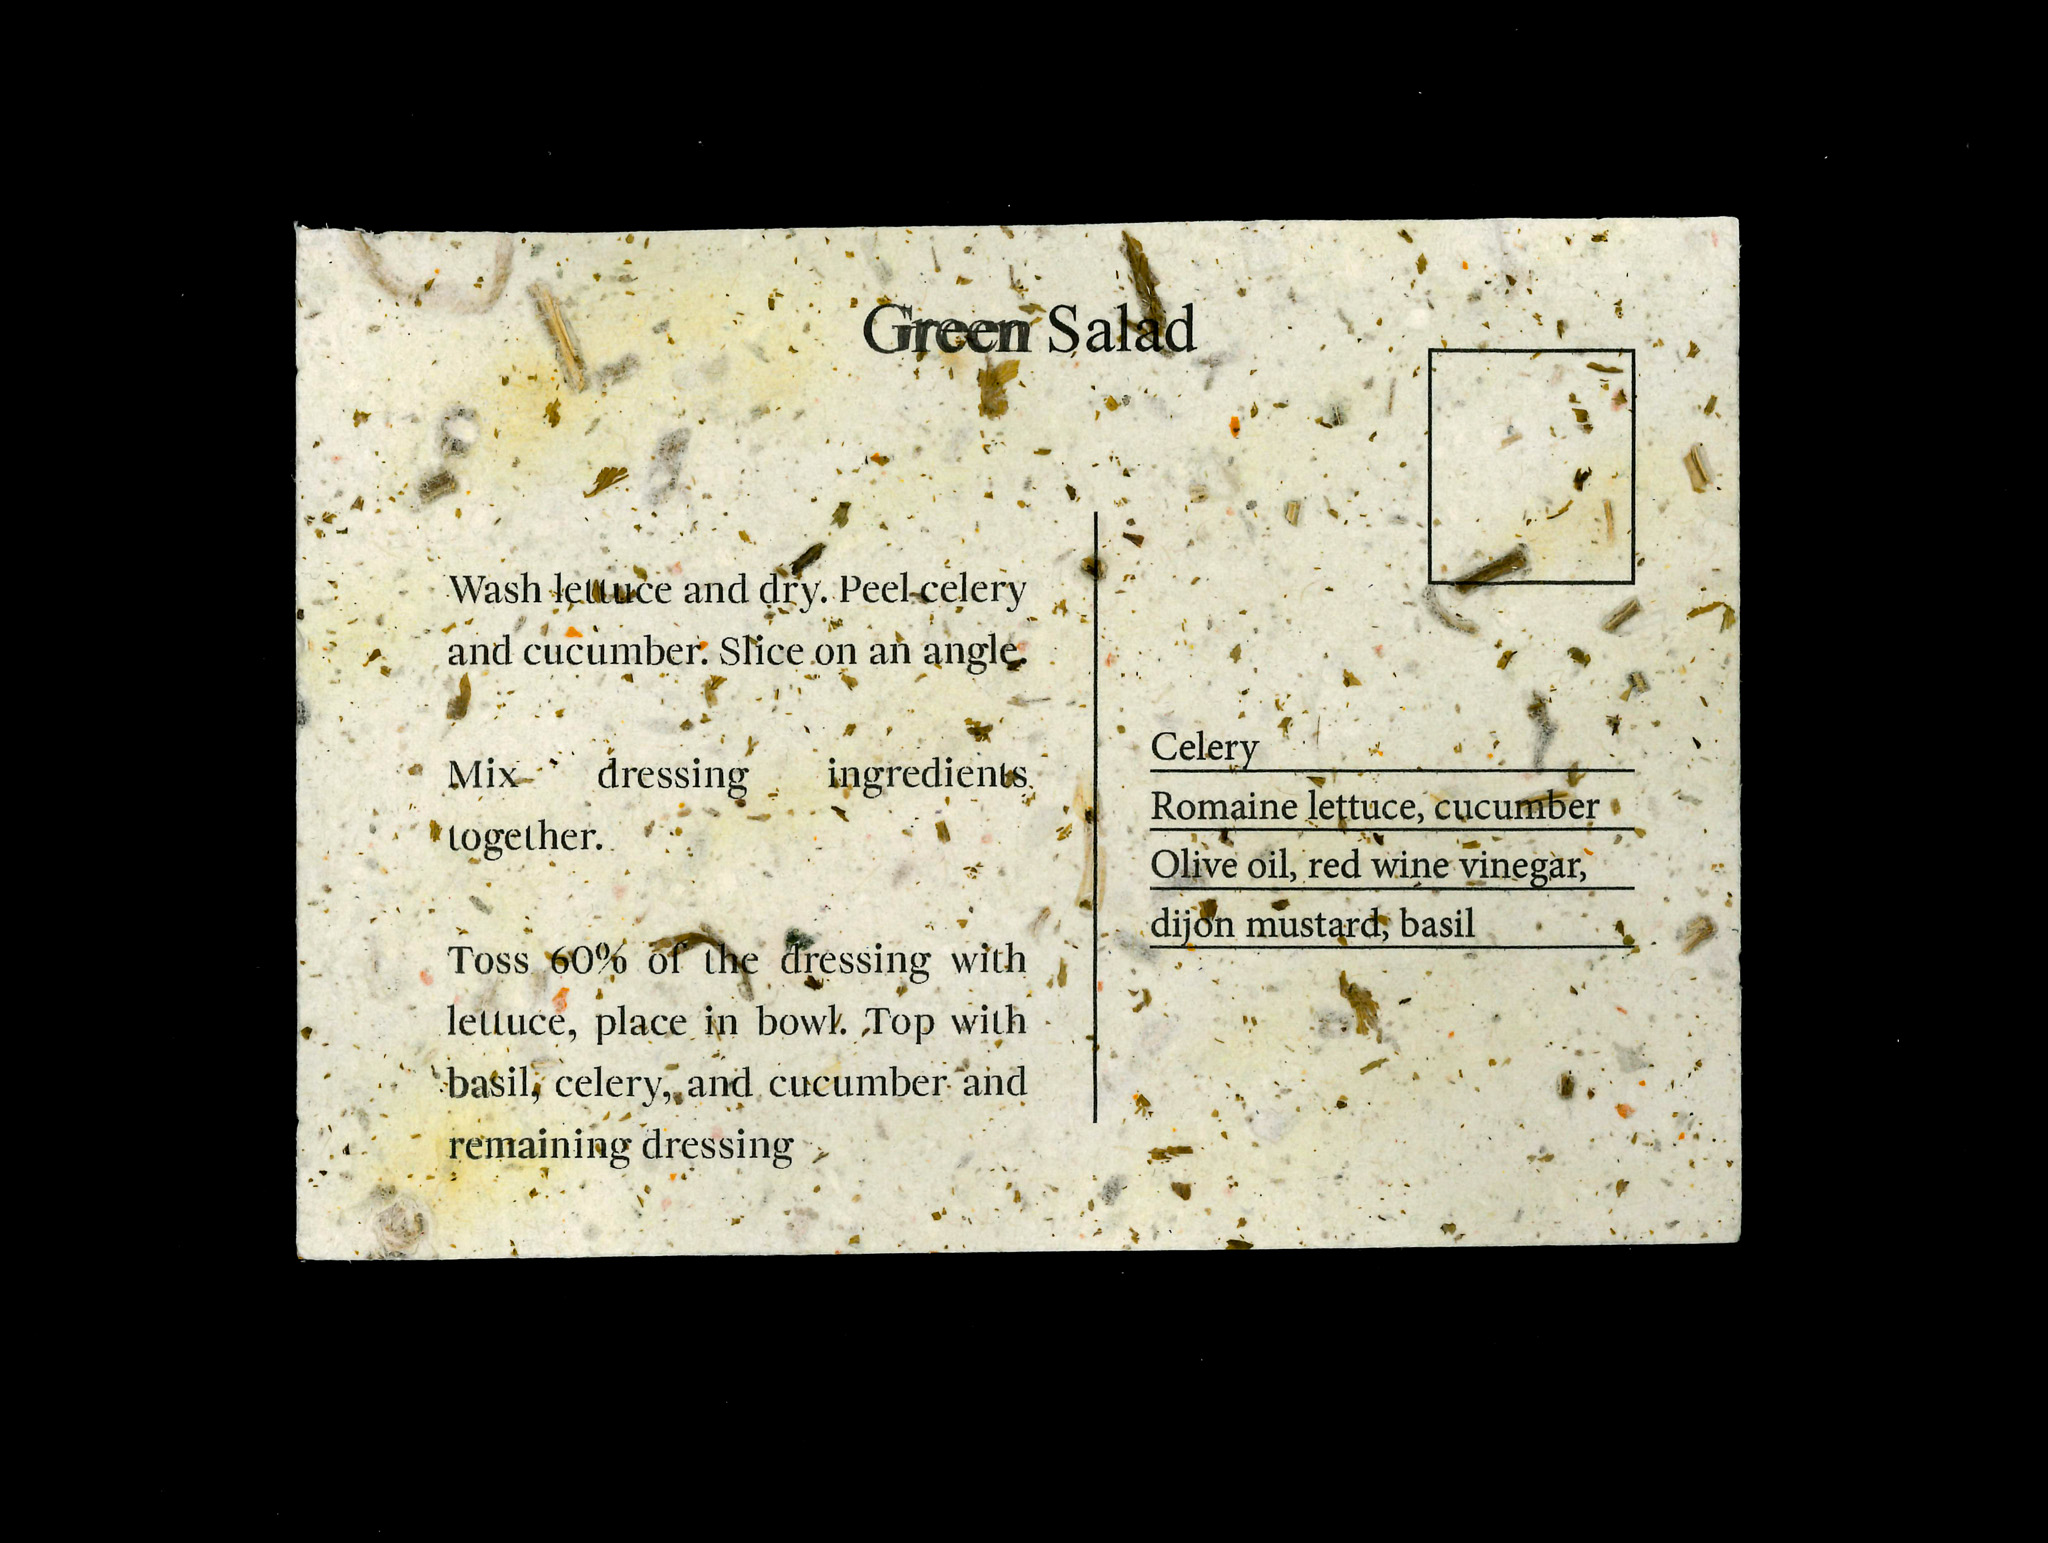 Green Salad
Wash lettuce and dry. Peel celery
and cucumber. Slice on an angle.
Mix dressing ingredients
together.
Toss 60% of the dressing with
lettuce, place in bowl. Top with
basil, celery, and cucumber and
remaining dressing
Celery
Romaine lettuce, cucumber
Olive oil, red wine vinegar,
dijon mustard, basil